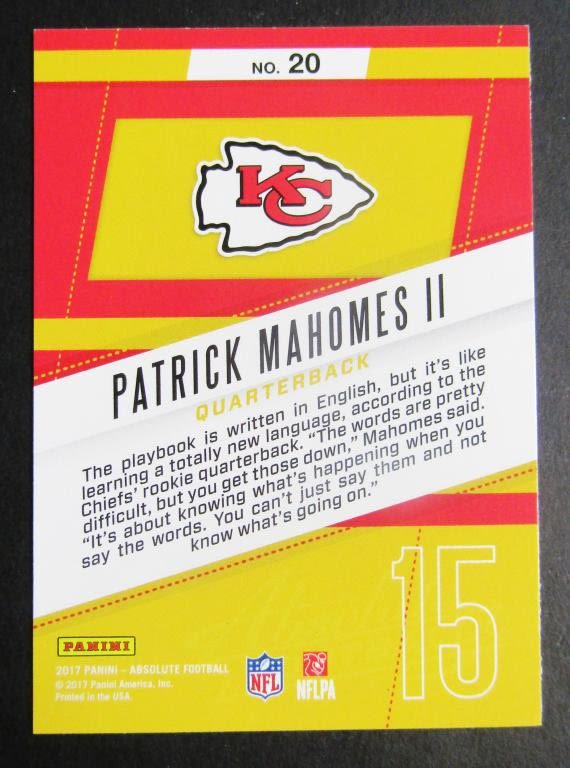 NO. 20
KC
PATRICK MAHOMES II
QUARTERBACK
The playbook is written in English, but it's like
learning a totally new language, according to the
Chiefs' rookie quarterback. "The words are pretty
difficult, but you get those down," Mahomes said.
"It's about knowing what's happening when you
say the words. You can't just say them and not
know what's going on."
15
PANINI
2017 PANINI – ABSOLUTE FOOTBALL
© 2017 Panini America, Inc.
Printed in the USA.
NFL
NFLPA